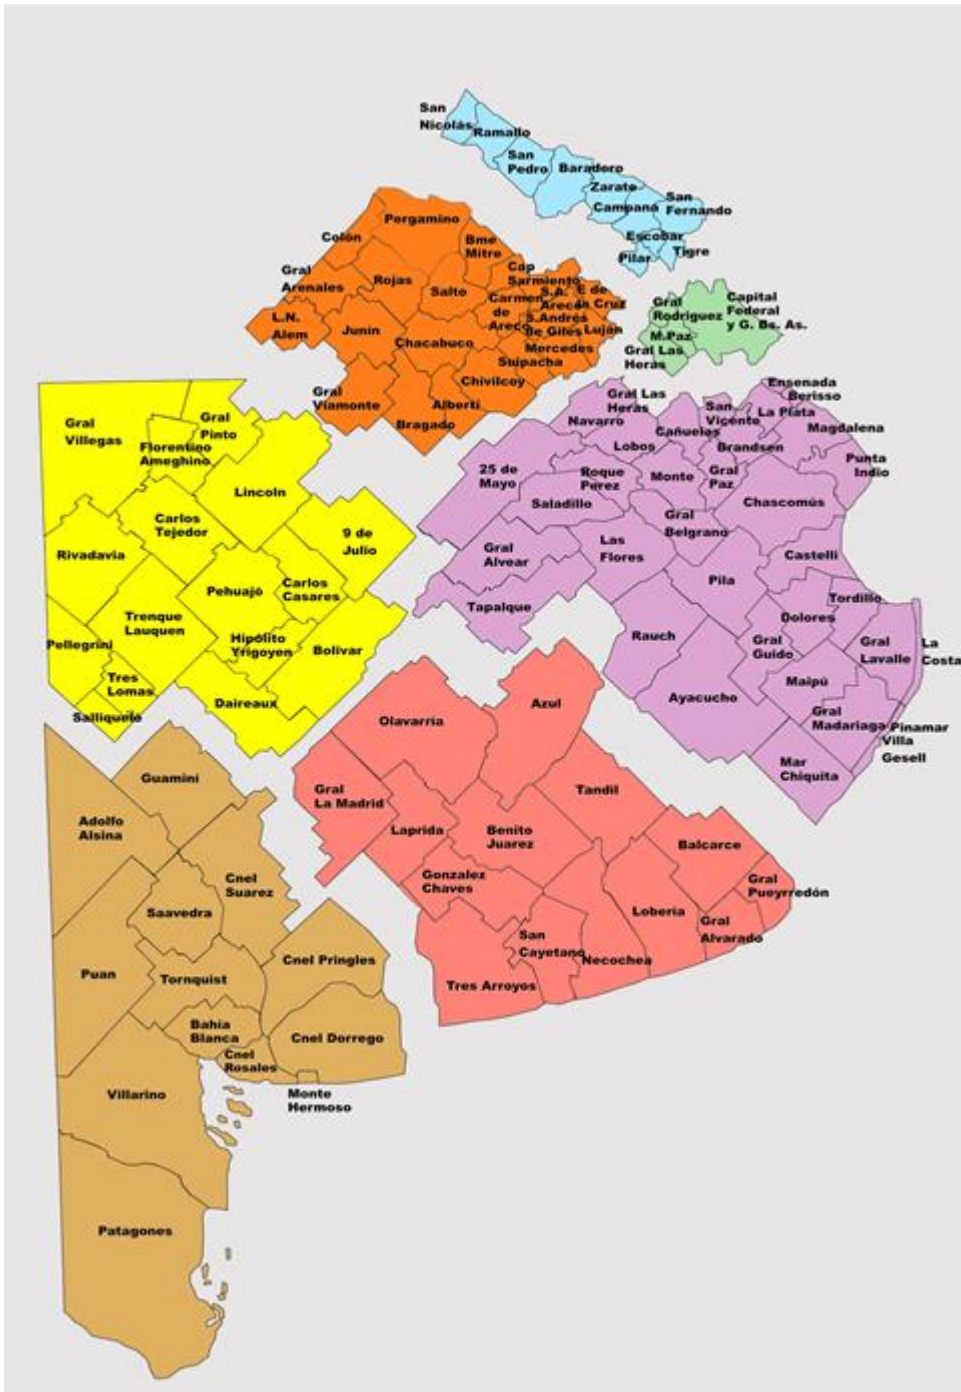 San
Nicolás
Ramallo
San
Pedro
Baradero
Zarate
Campana
San
Fernando
Escobar
Tigre
Pilar
Pergamino
Colón
Bme
Mitre
Gral
Arenales
Rojas
Salto
Cap
Sarmiento
Carmen
de
Areco
S.A.
Areco
E de
la Cruz
L.N.
Alem
Junín
Chacabuco
S.Andrés
de Giles
Luján
Mercedes
Suipacha
Chivilcoy
Gral
Viamonte
Alberti
Bragado
Gral
Rodriguez
Capital
Federal
y G. Bs. As.
M.Paz
Gral Las
Heras
Gral
Villegas
Gral
Pinto
Florentino
Ameghino
Lincoln
Carlos
Tejedor
9 de
Julio
Rivadavia
Pehuajó
Carlos
Casares
Trenque
Lauquen
Hipólito
Yrigoyen
Bolívar
Pellegrini
Tres
Lomas
Salliqueló
Daireaux
Gral Las
Heras
Navarro
Lobos
Cañuelas
San
Vicente
Ensenada
Berisso
La Plata
Brandsen
Magdalena
Punta
Indio
25 de
Mayo
Roque
Perez
Saladillo
Monte
Gral
Paz
Chascomús
Gral
Belgrano
Las
Flores
Gral
Alvear
Castelli
Tapalque
Pila
Tordillo
Dolores
Rauch
Gral
Guido
Gral
Lavalle
La
Costa
Ayacucho
Maipú
Gral
Madariaga
Pinamar
Villa
Gesell
Mar
Chiquita
Olavarría
Azul
Gral
La Madrid
Tandil
Laprida
Benito
Juarez
Balcarce
Gonzalez
Chaves
Gral
Pueyrredón
Lobería
Gral
Alvarado
San
Cayetano
Necochea
Tres Arroyos
Guamini
Adolfo
Alsina
Cnel
Suarez
Saavedra
Cnel Pringles
Puan
Tornquist
Bahía
Blanca
Cnel Dorrego
Cnel
Rosales
Villarino
Monte
Hermoso
Patagones